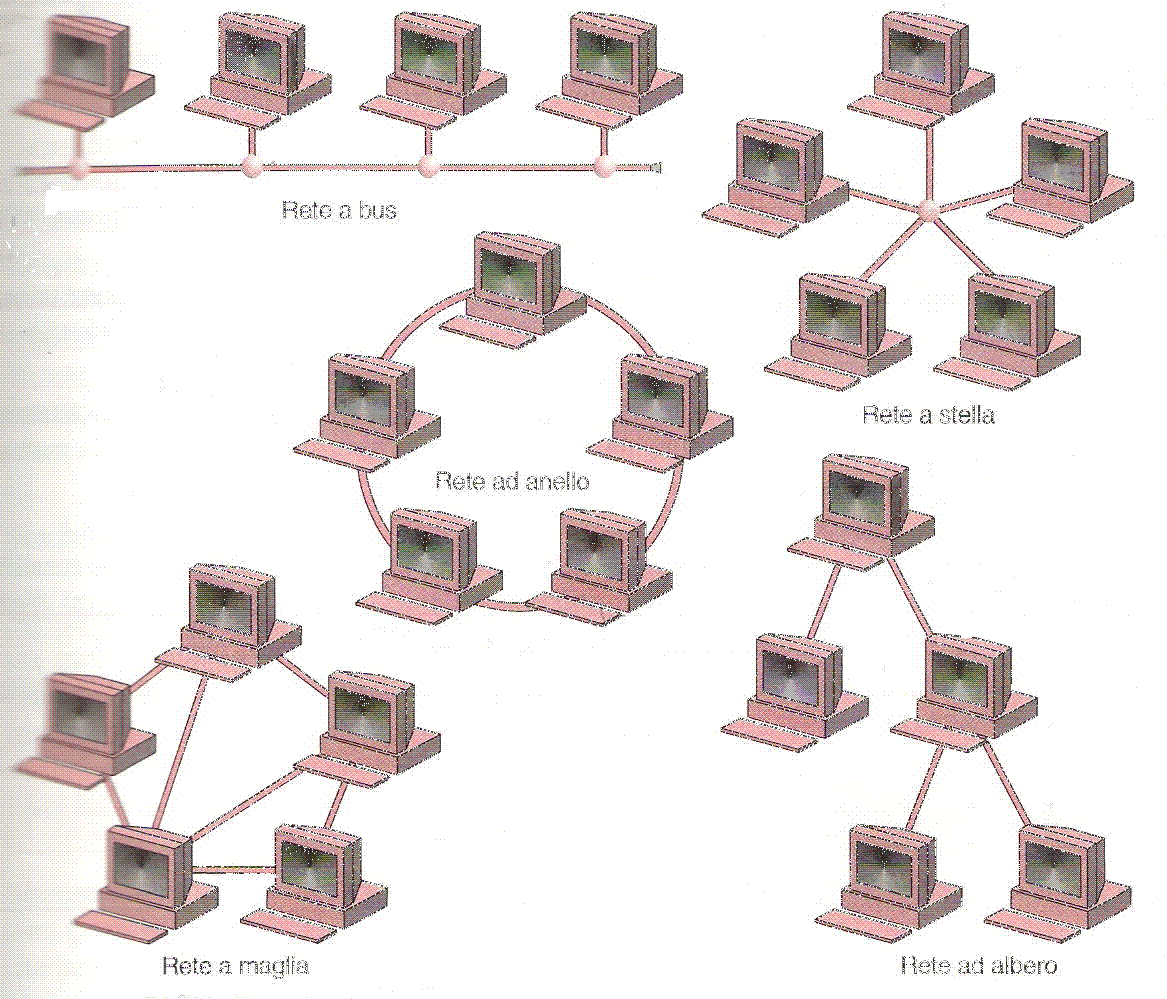 Rete a bus
Rete a stella
Rete ad anello
Rete a maglia
Rete ad albero